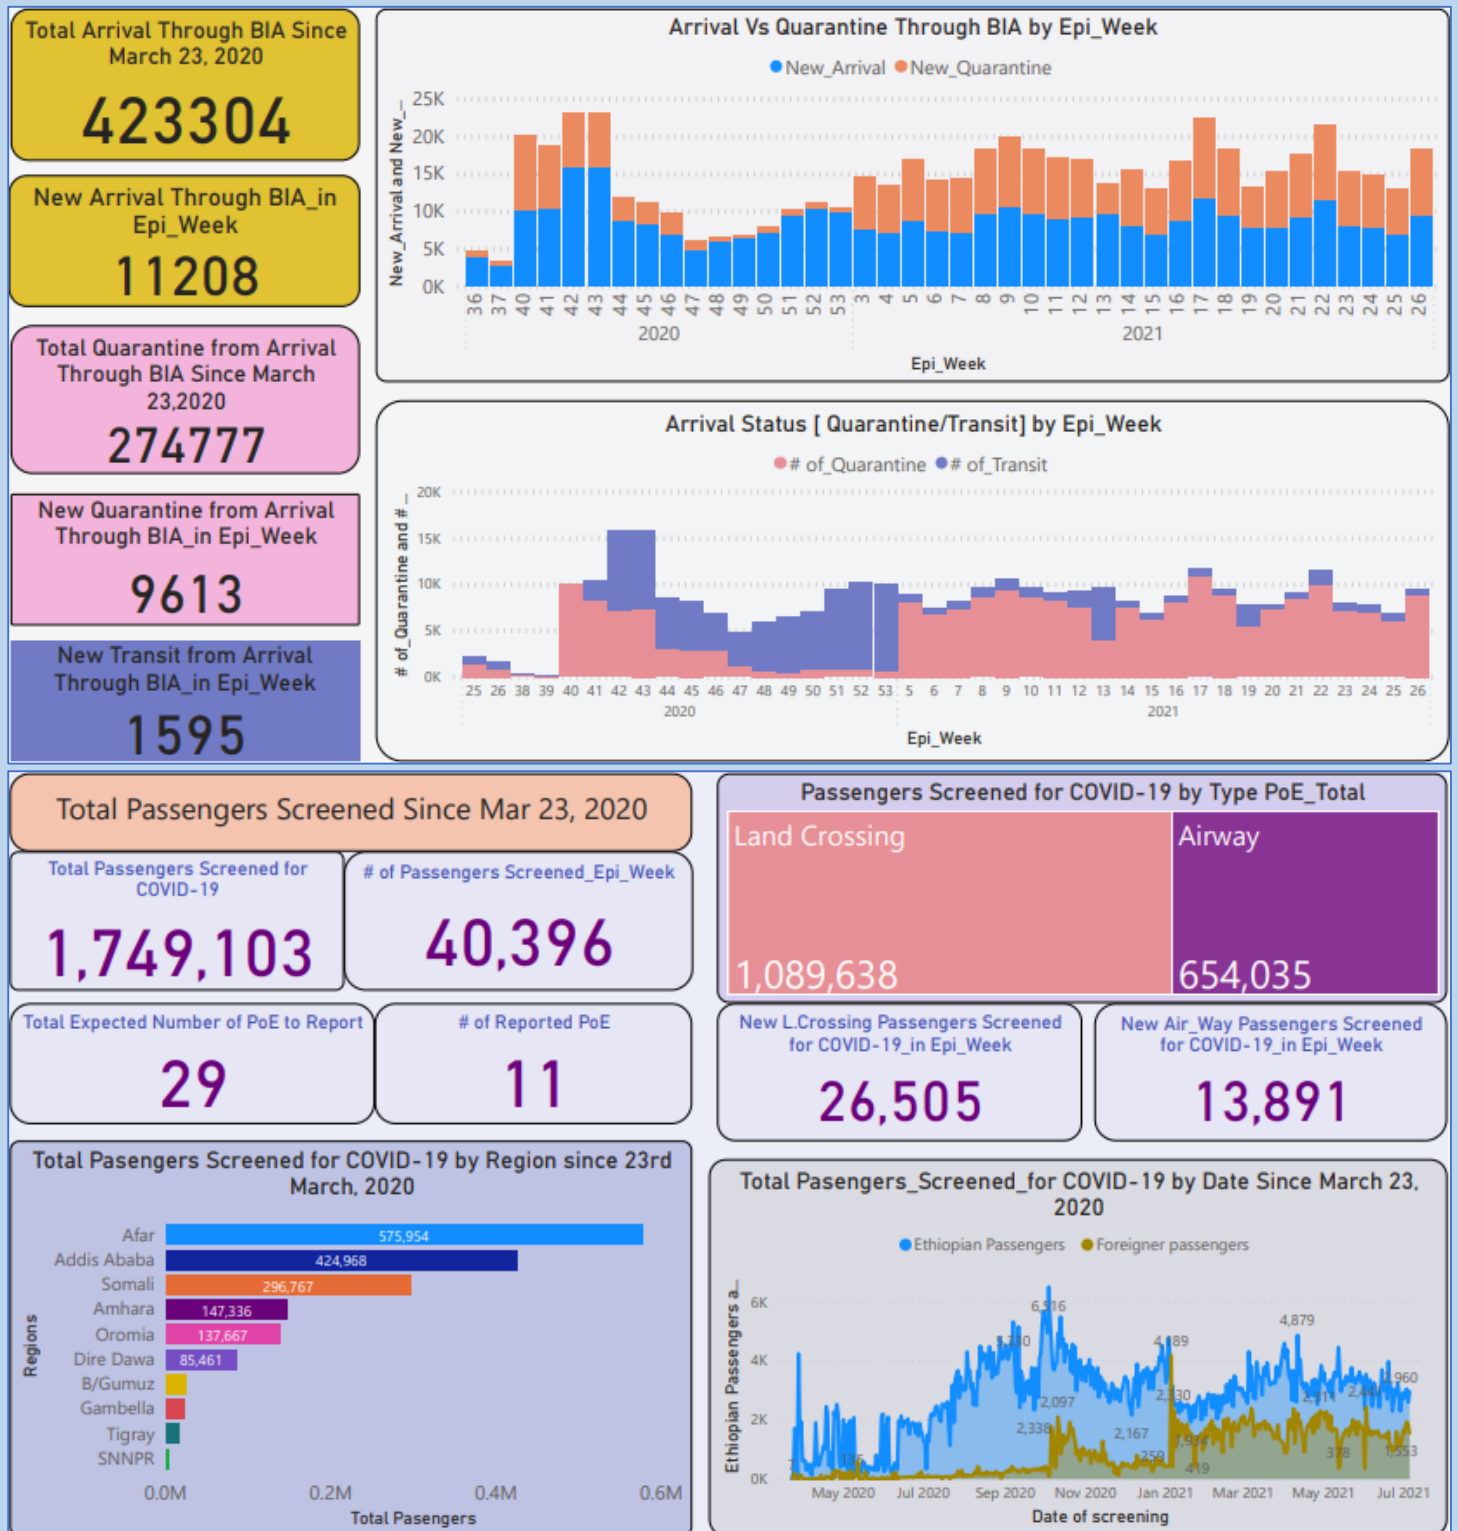 Total Arrival Through BIA Since
March 23, 2020
423304
New Arrival Through BIA_in
Epi_Week
11208
Total Quarantine from Arrival
Through BIA Since March
23,2020
274777
New Quarantine from Arrival
Through BIA_in Epi_Week
9613
New Transit from Arrival
Through BIA_in Epi_Week
1595
Arrival Vs Quarantine Through BIA by Epi_Week
New_Arrival New_Quarantine
New_Arrival and New_...
25K
20K
15K
10K
5K
0K
36 37 40 41 42 43 44 45 46 47 48 49 50 51 52 53 3 4 5 6 7 8 9 10 11 12 13 14 15 16 17 18 19 20 21 22 23 24 25 26
2020 2021
Epi_Week
Arrival Status [ Quarantine/Transit] by Epi_Week
# of_Quarantine # of_Transit
# of_Quarantine and #...
20K
15K
10K
5K
0K
25 26 38 39 40 41 42 43 44 45 46 47 48 49 50 51 52 53 5 6 7 8 9 10 11 12 13 14 15 16 17 18 19 20 21 22 23 24 25 26
2020 2021
Epi_Week
Total Passengers Screened Since Mar 23, 2020
Total Passengers Screened for
COVID-19
1,749,103
# of Passengers Screened_Epi_Week
40,396
Total Expected Number of PoE to Report
29
# of Reported PoE
11
Passengers Screened for COVID-19 by Type PoE_Total
Land Crossing Airway
1,089,638 654,035
New L.Crossing Passengers Screened
for COVID-19_in Epi_Week
26,505
New Air_Way Passengers Screened
for COVID-19_in Epi_Week
13,891
Total Pasengers Screened for COVID-19 by Region since 23rd
March, 2020
Regions
Afar 575,954
Addis Ababa 424,968
Somali 296,767
Amhara 147,336
Oromia 137,667
Dire Dawa 85,461
B/Gumuz
Gambella
Tigray
SNNPR
0.0M 0.2M 0.4M 0.6M
Total Pasengers
Total Pasengers_Screened_for COVID-19 by Date Since March 23,
2020
Ethiopian Passengers Foreigner passengers
Ethiopian Passengers a...
6K
4K
2K
0K
6,516
4,879
2,097
2,338
2,167
2,330
259
419
378
1,553
May 2020 Jul 2020 Sep 2020 Nov 2020 Jan 2021 Mar 2021 May 2021 Jul 2021
Date of screening